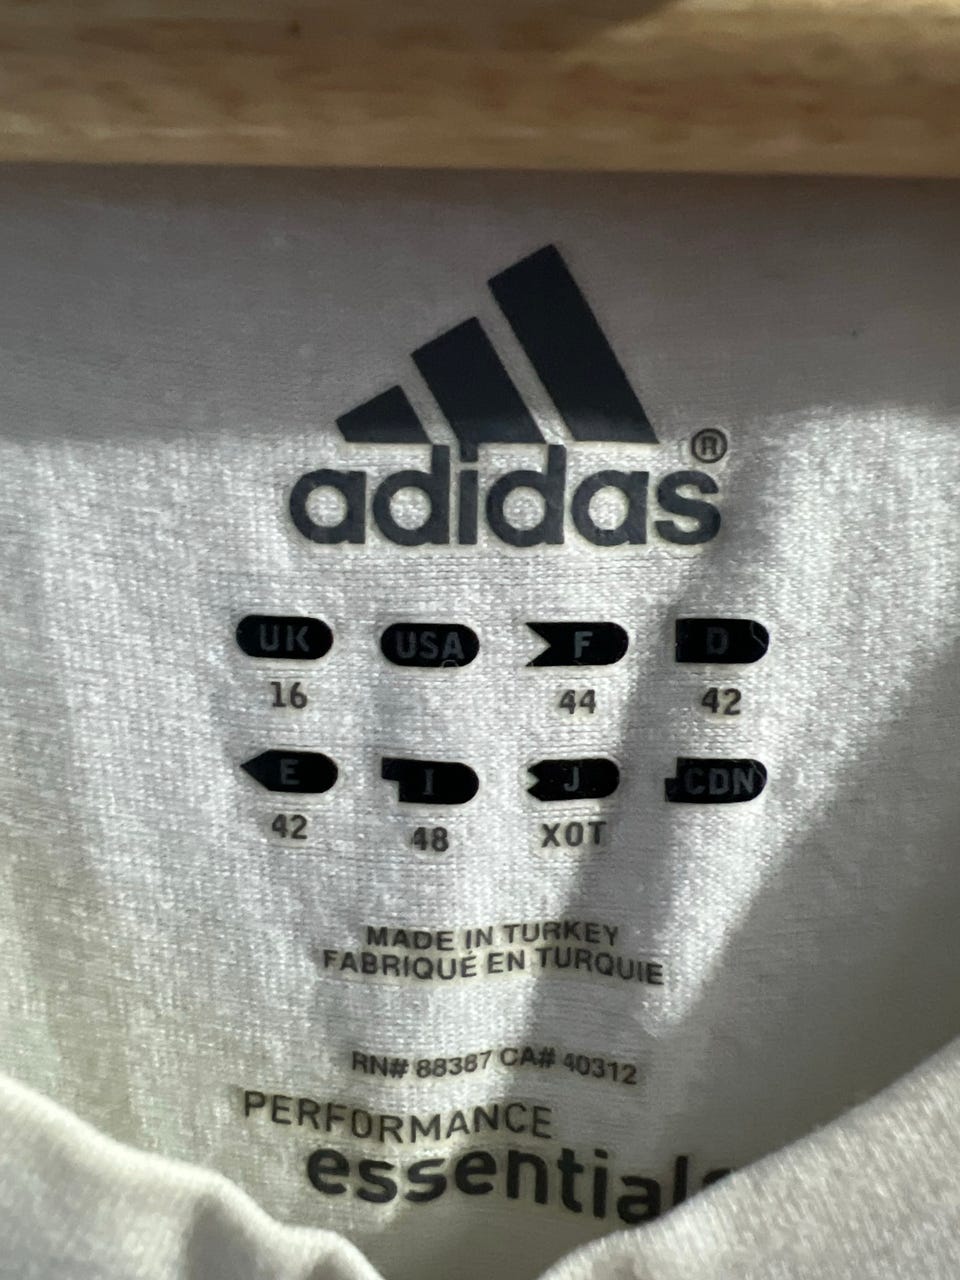 adidas®
UK USA F D
16 44 42
E I J CDN
42 48 XOT
MADE IN TURKEY
FABRIQUÉ EN TURQUIE
RN# 88387 CA# 40312
PERFORMANCE
essentials